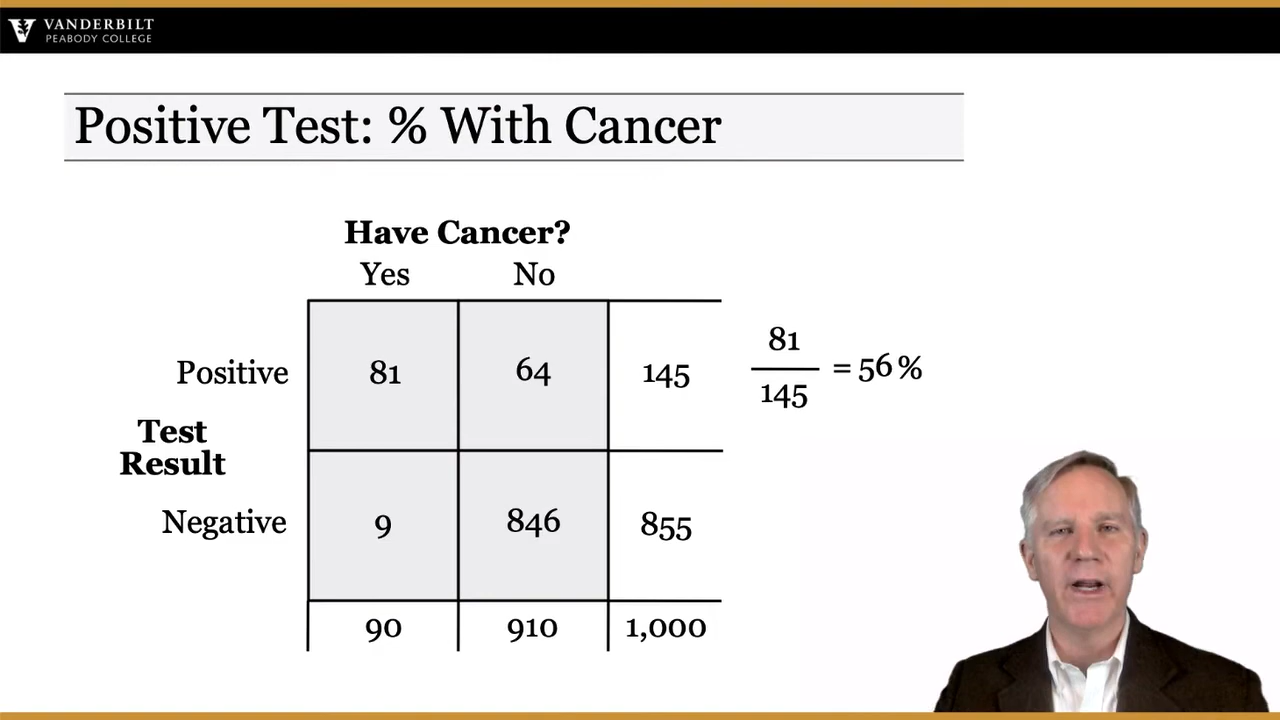 VANDERBILT
PEABODY COLLEGE
Positive Test: % With Cancer
Have Cancer?
Yes No
Positive 81 64 145
81
145
= 56 %
Test
Result
Negative 9 846 855
90 910 1,000